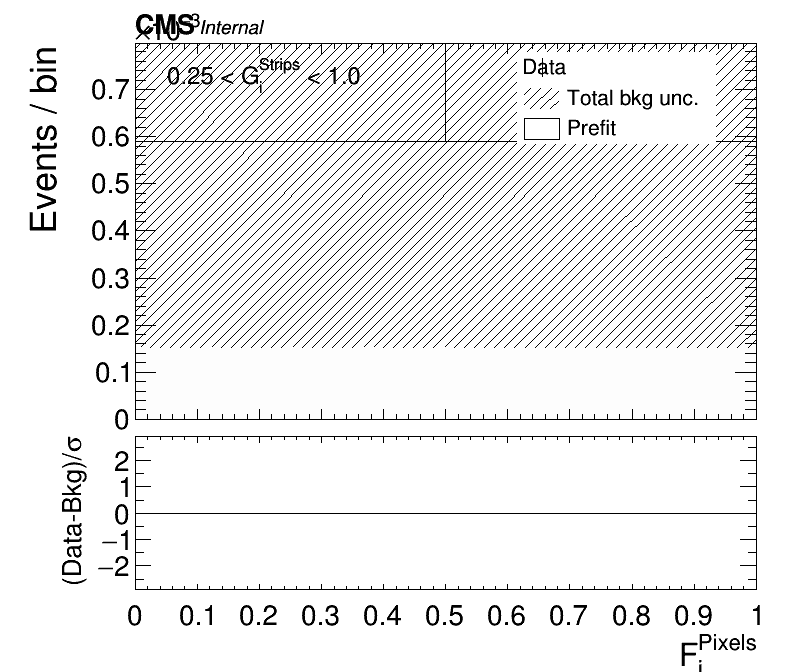 CMS Internal
×10⁻³
0.25 < G_i^Strips < 1.0
Data
Total bkg unc.
Prefit
Events / bin
0.7
0.6
0.5
0.4
0.3
0.2
0.1
0
(Data-Bkg)/σ
2
1
0
−1
−2
0 0.1 0.2 0.3 0.4 0.5 0.6 0.7 0.8 0.9 1
F_i^Pixels